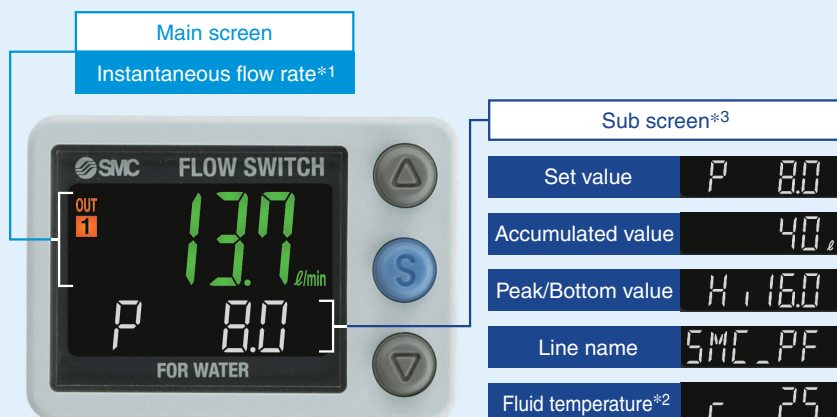 Main screen
Instantaneous flow rate*1
Sub screen*3
SMC FLOW SWITCH
OUT
1
13.7 ℓ/min
P 8.0
S
FOR WATER
Set value P 8.0
Accumulated value 40 ℓ
Peak/Bottom value Hi 16.0
Line name SMC_PF
Fluid temperature*2 c 25